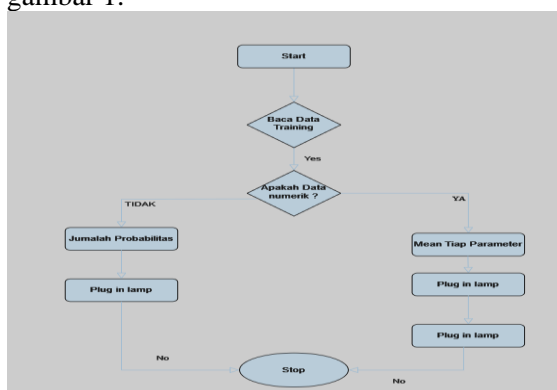 gambar 1.
Start
Baca Data
Training
Yes
Apakah Data
numerik ?
TIDAK
YA
Jumalah Probabilitas
Mean Tiap Parameter
Plug in lamp
Plug in lamp
Plug in lamp
No
Stop
No